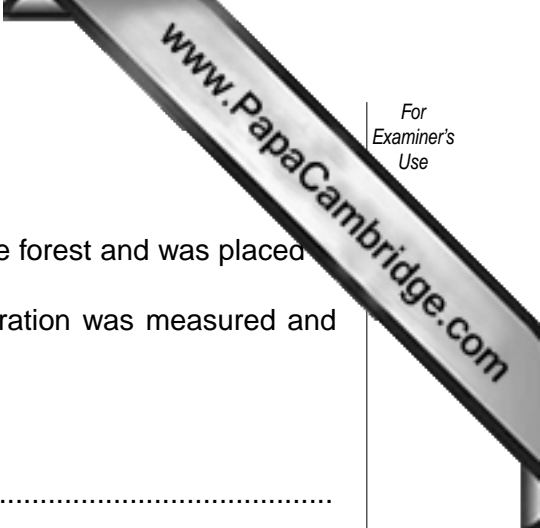 For
Examiner's
Use
www.PapaCambridge.com
e forest and was placed
ration was measured and
..........................................................